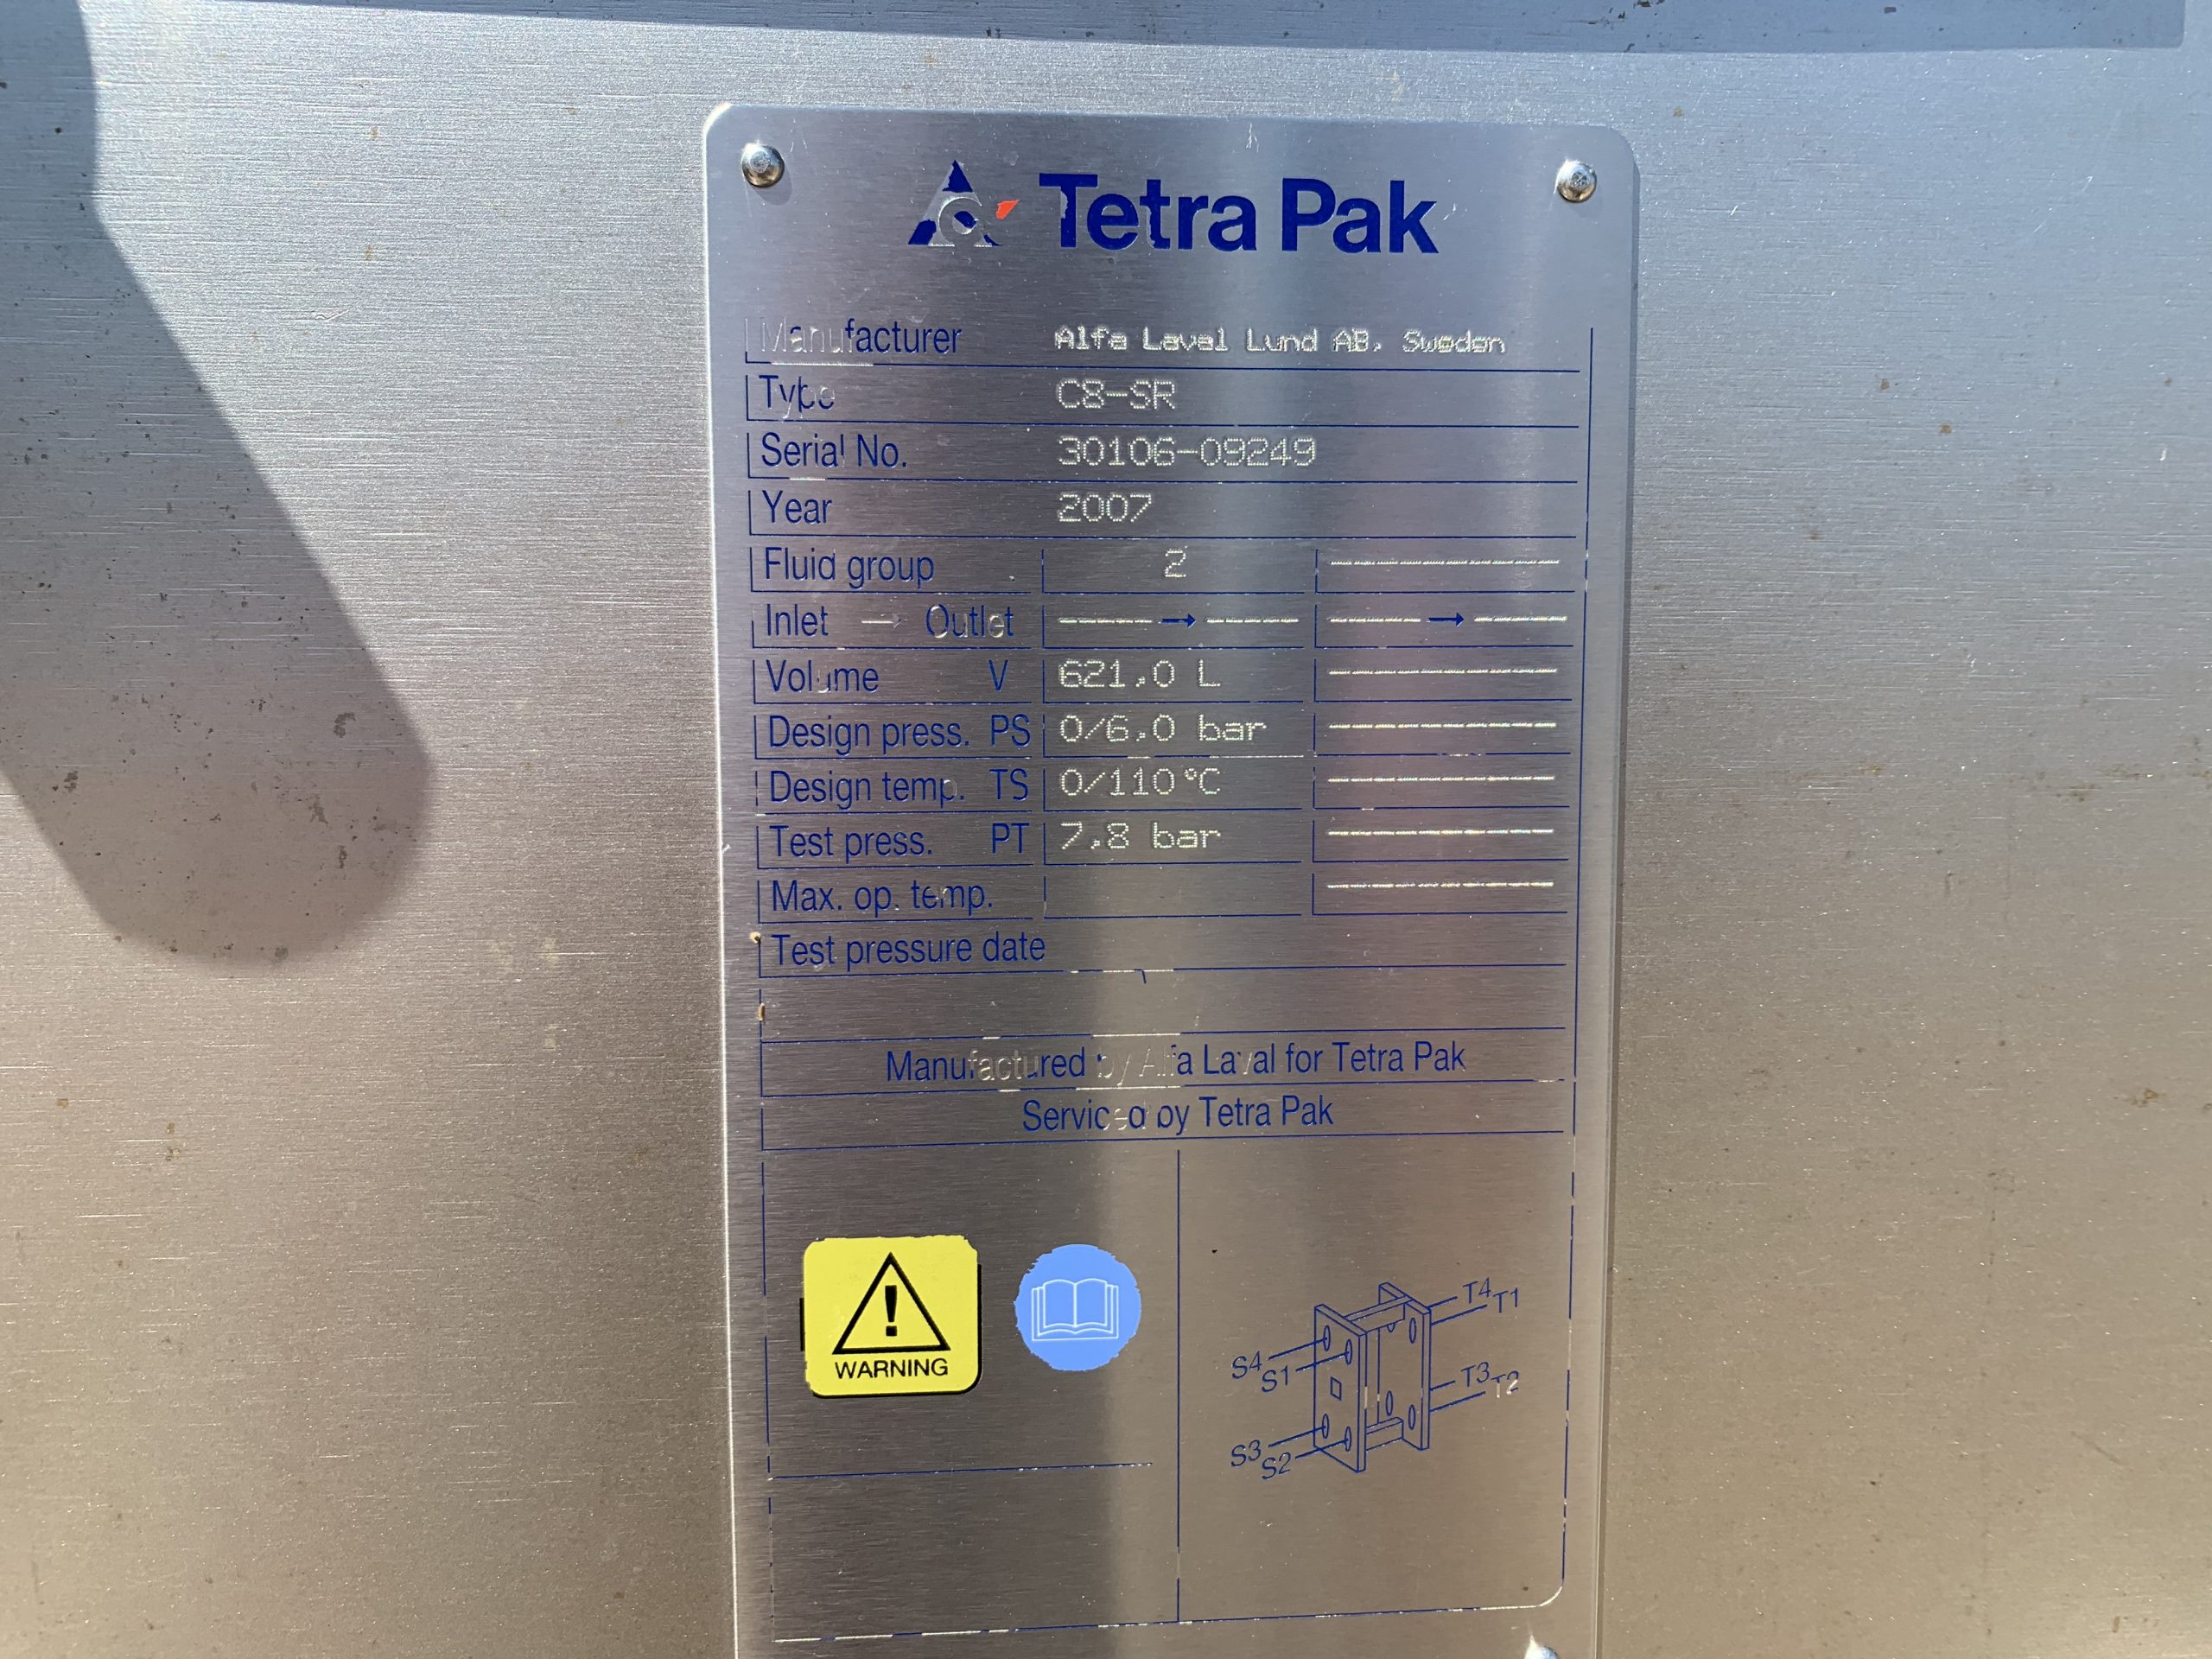 Tetra Pak
Manufacturer Alfa Laval Lund AB, Sweden
Type C8-SR
Serial No. 30106-09249
Year 2007
Fluid group 2 ----------
Inlet → Outlet ----- → ----- ----- → -----
Volume V 621,0 L ----------
Design press. PS 0/6,0 bar ----------
Design temp. TS 0/110°C ----------
Test press. PT 7,8 bar ----------
Max. op. temp. ----------
Test pressure date
Manufactured by Alfa Laval for Tetra Pak
Serviced by Tetra Pak
WARNING
T4
T1
S4
S1
T3
T2
S3
S2